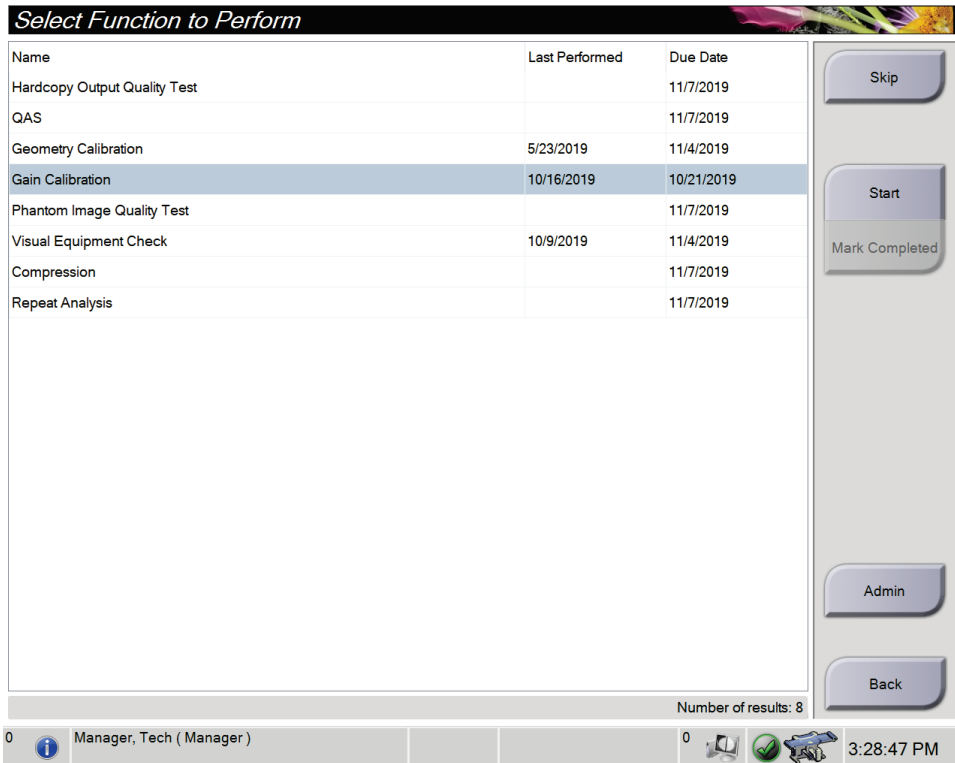 Select Function to Perform
Name Last Performed Due Date
Hardcopy Output Quality Test 11/7/2019
QAS 11/7/2019
Geometry Calibration 5/23/2019 11/4/2019
Gain Calibration 10/16/2019 10/21/2019
Phantom Image Quality Test 11/7/2019
Visual Equipment Check 10/9/2019 11/4/2019
Compression 11/7/2019
Repeat Analysis 11/7/2019
Number of results: 8
Skip
Start
Mark Completed
Admin
Back
0 Manager, Tech ( Manager ) 0 3:28:47 PM